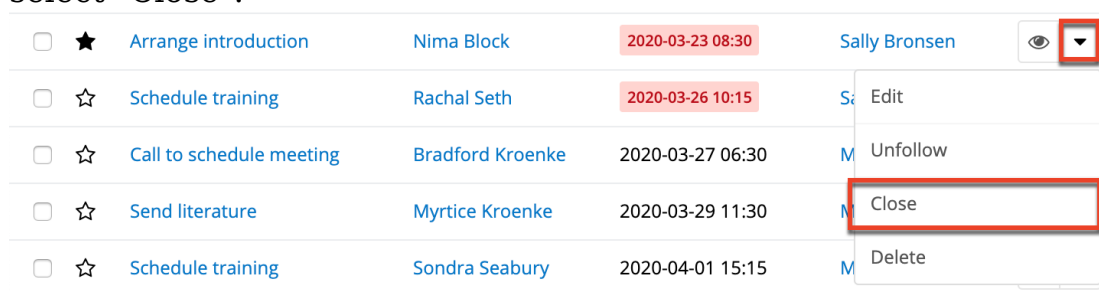 Arrange introduction Nima Block 2020-03-23 08:30 Sally Bronsen
Schedule training Rachal Seth 2020-03-26 10:15 Sa
Edit
Call to schedule meeting Bradford Kroenke 2020-03-27 06:30 M
Unfollow
Send literature Myrtice Kroenke 2020-03-29 11:30 M
Close
Schedule training Sondra Seabury 2020-04-01 15:15 M
Delete